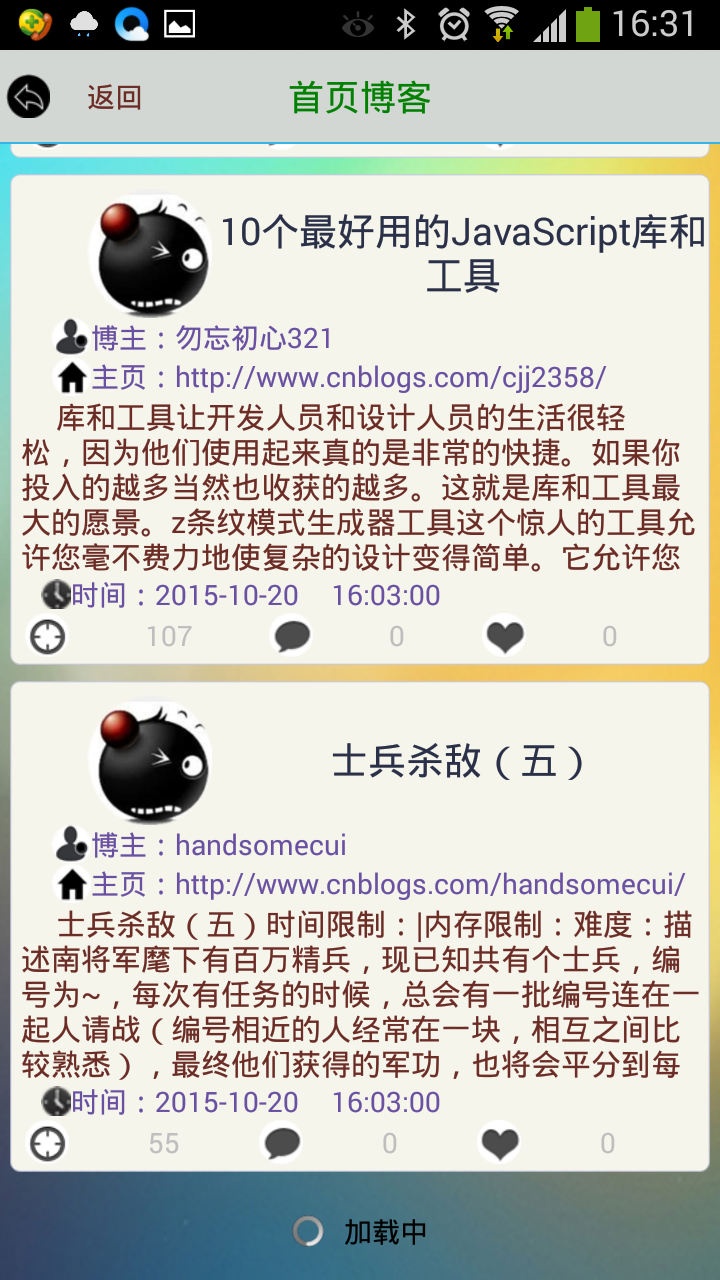 16:31
返回
首页博客
10个最好用的JavaScript库和
工具
博主：勿忘初心321
主页：http://www.cnblogs.com/cjj2358/
库和工具让开发人员和设计人员的生活很轻
松，因为他们使用起来真的是非常的快捷。如果你
投入的越多当然也收获的越多。这就是库和工具最
大的愿景。z条纹模式生成器工具这个惊人的工具允
许您毫不费力地使复杂的设计变得简单。它允许您
时间：2015-10-20 16:03:00
107 0 0
士兵杀敌（五）
博主：handsomecui
主页：http://www.cnblogs.com/handsomecui/
士兵杀敌（五）时间限制：|内存限制：难度：描
述南将军麾下有百万精兵，现已知共有个士兵，编
号为~，每次有任务的时候，总会有一批编号连在一
起人请战（编号相近的人经常在一块，相互之间比
较熟悉），最终他们获得的军功，也将会平分到每
时间：2015-10-20 16:03:00
55 0 0
加载中